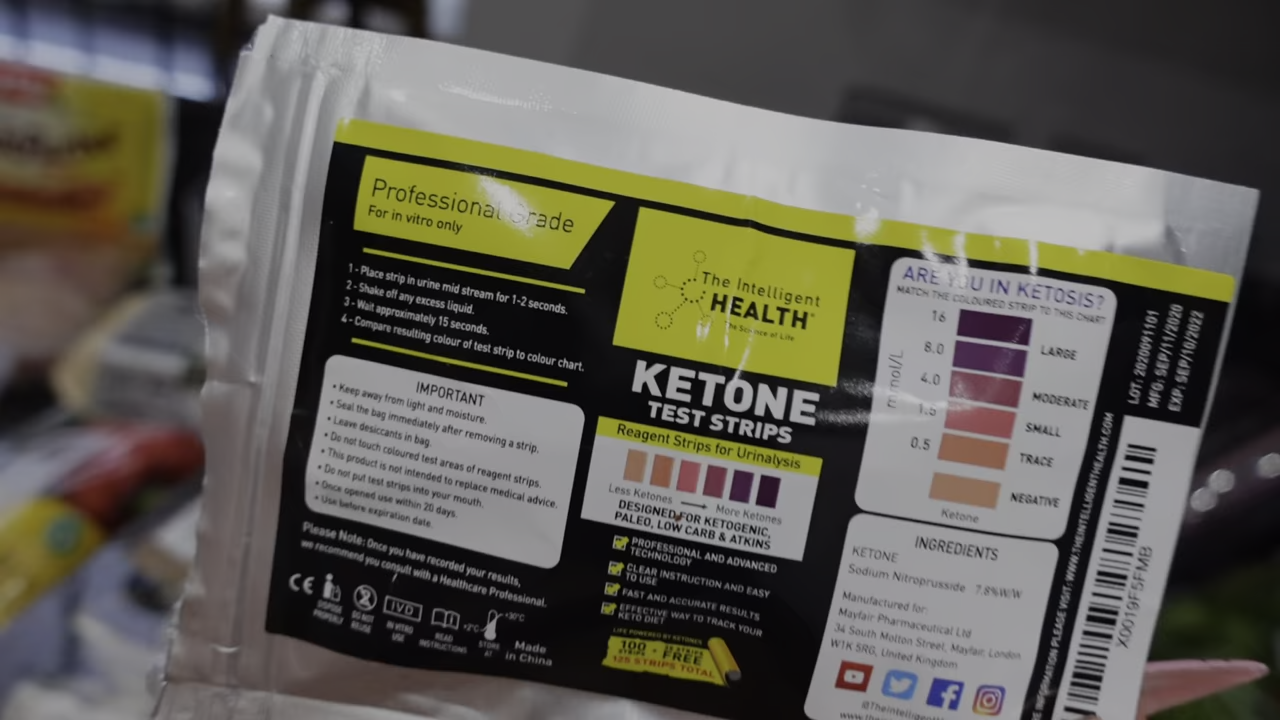 Professional Grade
For in vitro only
1 - Place strip in urine mid stream for 1-2 seconds.
2 - Shake off any excess liquid.
3 - Wait approximately 15 seconds.
4 - Compare resulting colour of test strip to colour chart.
IMPORTANT
• Keep away from light and moisture.
• Seal the bag immediately after removing a strip.
• Leave desiccants in bag.
• Do not touch coloured test areas of reagent strips.
• This product is not intended to replace medical advice.
• Do not put test strips into your mouth.
• Once opened use within 20 days.
• Use before expiration date.
Please Note: Once you have recorded your results,
we recommend you consult with a Healthcare Professional.
CE
DISPOSE
PROPERLY
DO NOT
REUSE
IVD
IN VITRO
USE
READ
INSTRUCTIONS
+2°C
+30°C
STORE
AT
Made
in China
The Intelligent
HEALTH
The Science of Life
KETONE
TEST STRIPS
Reagent Strips for Urinalysis
Less Ketones
More Ketones
DESIGNED FOR KETOGENIC,
PALEO, LOW CARB & ATKINS
PROFESSIONAL AND ADVANCED
TECHNOLOGY
CLEAR INSTRUCTION AND EASY
TO USE
FAST AND ACCURATE RESULTS
EFFECTIVE WAY TO TRACK YOUR
KETO DIET
LIFE POWERED BY KETONES
100 STRIPS + 25 STRIPS FREE
125 STRIPS TOTAL
ARE YOU IN KETOSIS?
MATCH THE COLOURED STRIP TO THIS CHART
mmol/L
16
8.0
LARGE
4.0
MODERATE
1.5
SMALL
0.5
TRACE
NEGATIVE
Ketone
INGREDIENTS
KETONE
Sodium Nitroprusside 7.8%W/W
Manufactured for:
Mayfair Pharmaceutical Ltd
34 South Molton Street, Mayfair, London
W1K 5RG, United Kingdom
@TheIntelligentH
www.the
INFORMATION PLEASE VISIT: WWW.THEINTELLIGENTHEALTH.COM
LOT: 2020091101
MFG: SEP/11/2020
EXP: SEP/10/2022
X0019F5FMB